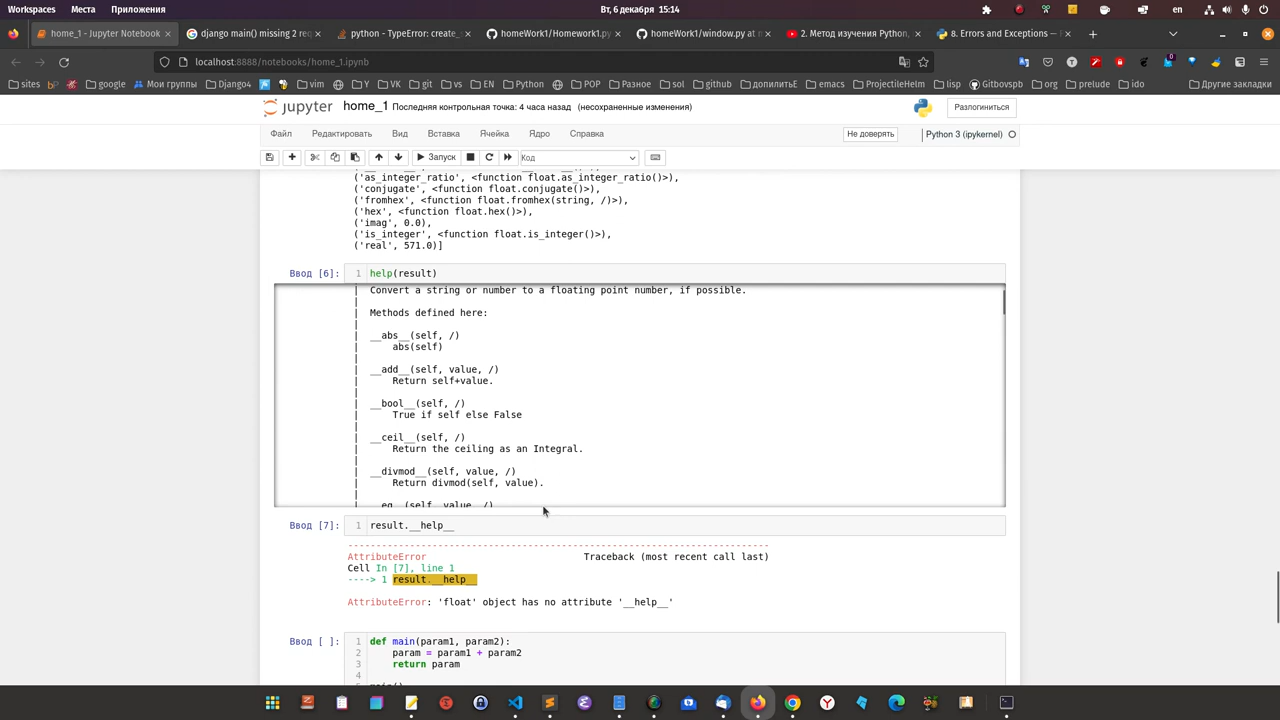 Workspaces Места Приложения Вт, 6 декабря 15:14 en
home_1 - Jupyter Notebook
django main() missing 2 req
python - TypeError: create_
homeWork1/Homework1.py
homeWork1/window.py at m
2. Метод изучения Python,
8. Errors and Exceptions —
localhost:8888/notebooks/home_1.ipynb
sites by google Мои группы Django4 Y VK git vs EN Python POP Разное sol github допилитьЕ emacs ProjectileHelm lisp Gitbovspb org prelude ido Другие закладки
jupyter home_1 Последняя контрольная точка: 4 часа назад (несохраненные изменения) Разлогиниться
Файл Редактировать Вид Вставка Ячейка Ядро Справка Не доверять Python 3 (ipykernel)
Запуск Код
('as_integer_ratio', <function float.as_integer_ratio()>),
('conjugate', <function float.conjugate()>),
('fromhex', <function float.fromhex(string, /)>),
('hex', <function float.hex()>),
('imag', 0.0),
('is_integer', <function float.is_integer()>),
('real', 571.0)]
Ввод [6]: 1 help(result)
| Convert a string or number to a floating point number, if possible.
|
| Methods defined here:
|
| __abs__(self, /)
| abs(self)
|
| __add__(self, value, /)
| Return self+value.
|
| __bool__(self, /)
| True if self else False
|
| __ceil__(self, /)
| Return the ceiling as an Integral.
|
| __divmod__(self, value, /)
| Return divmod(self, value).
|
| __eq__(self, value, /)
Ввод [7]: 1 result.__help__
---------------------------------------------------------------------------
AttributeError Traceback (most recent call last)
Cell In [7], line 1
----> 1 result.__help__
AttributeError: 'float' object has no attribute '__help__'
Ввод [ ]: 1 def main(param1, param2):
2 param = param1 + param2
3 return param
4
5 main()